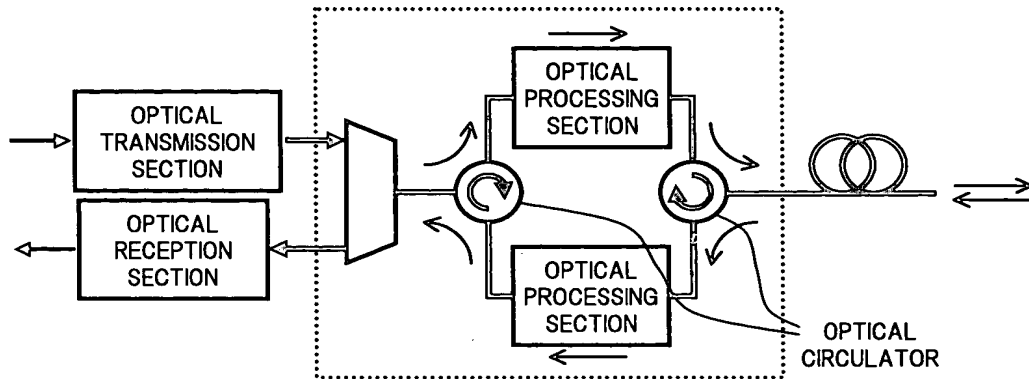 OPTICAL
PROCESSING
SECTION
OPTICAL
TRANSMISSION
SECTION
OPTICAL
RECEPTION
SECTION
OPTICAL
PROCESSING
SECTION
OPTICAL
CIRCULATOR